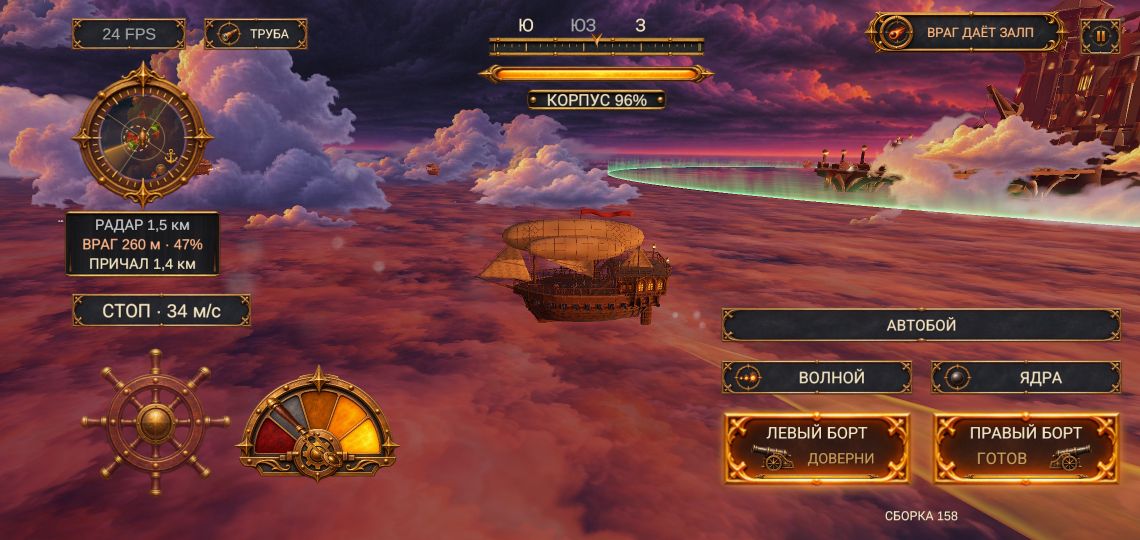 24 FPS
ТРУБА
Ю ЮЗ З
ВРАГ ДАЁТ ЗАЛП
КОРПУС 96%
РАДАР 1,5 км
ВРАГ 260 м · 47%
ПРИЧАЛ 1,4 км
СТОП · 34 м/с
АВТОБОЙ
ВОЛНОЙ
ЯДРА
ЛЕВЫЙ БОРТ
ДОВЕРНИ
ПРАВЫЙ БОРТ
ГОТОВ
СБОРКА 158